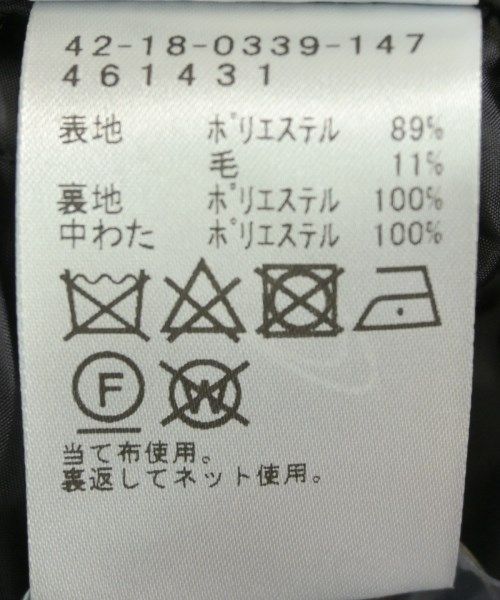 42-18-0339-147
461431
表地 ポリエステル 89%
毛 11%
裏地 ポリエステル 100%
中わた ポリエステル 100%
F W
当て布使用。
裏返してネット使用。